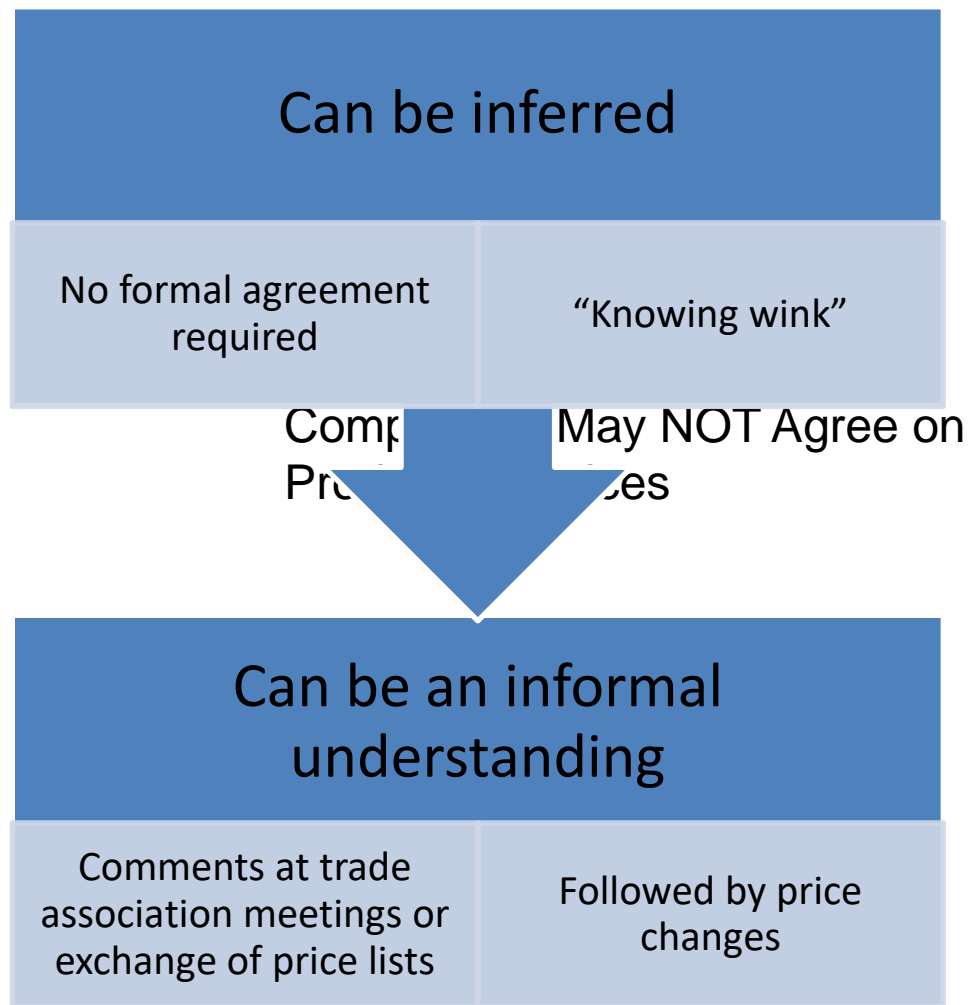 Can be inferred
No formal agreement
required
“Knowing wink”
May NOT Agree on
Can be an informal
understanding
Comments at trade
association meetings or
exchange of price lists
Followed by price
changes